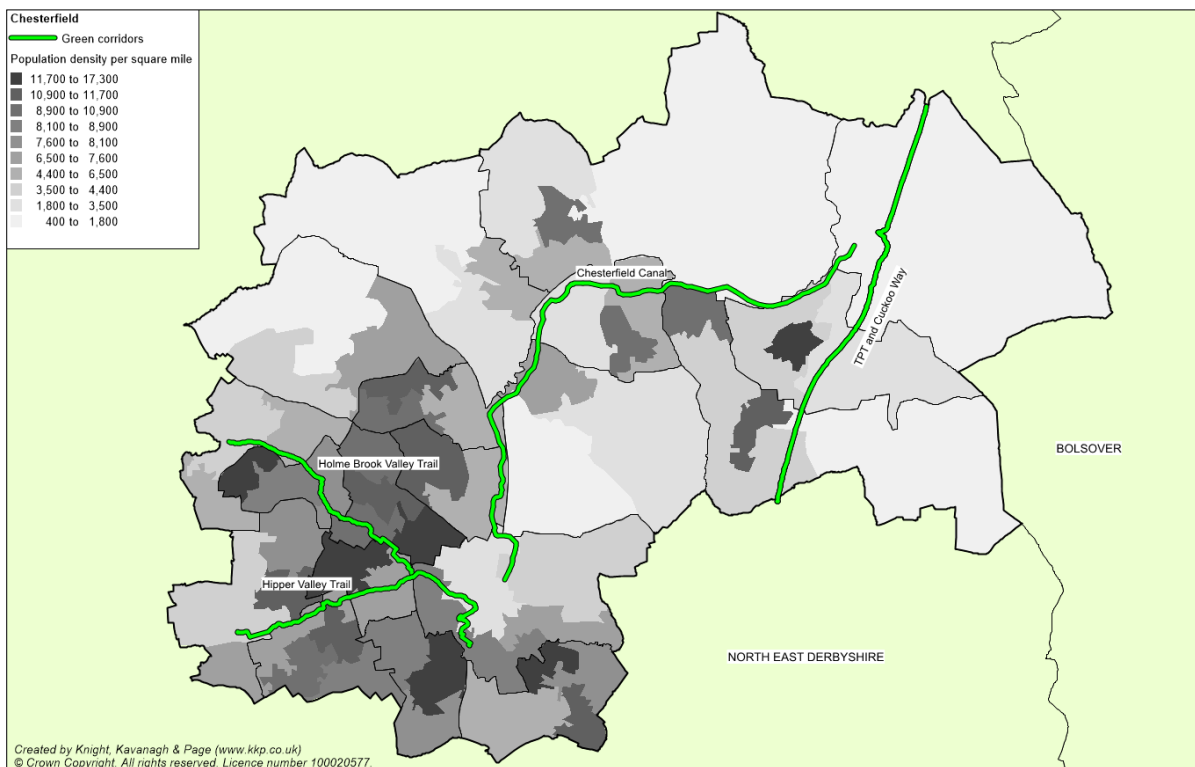 Chesterfield
Green corridors
Population density per square mile
11,700 to 17,300
10,900 to 11,700
8,900 to 10,900
8,100 to 8,900
7,600 to 8,100
6,500 to 7,600
4,400 to 6,500
3,500 to 4,400
1,800 to 3,500
400 to 1,800
Chesterfield Canal
TPT and Cuckoo Way
Holme Brook Valley Trail
BOLSOVER
Hipper Valley Trail
NORTH EAST DERBYSHIRE
Created by Knight, Kavanagh & Page (www.kkp.co.uk)
© Crown Copyright. All rights reserved. Licence number 100020577.